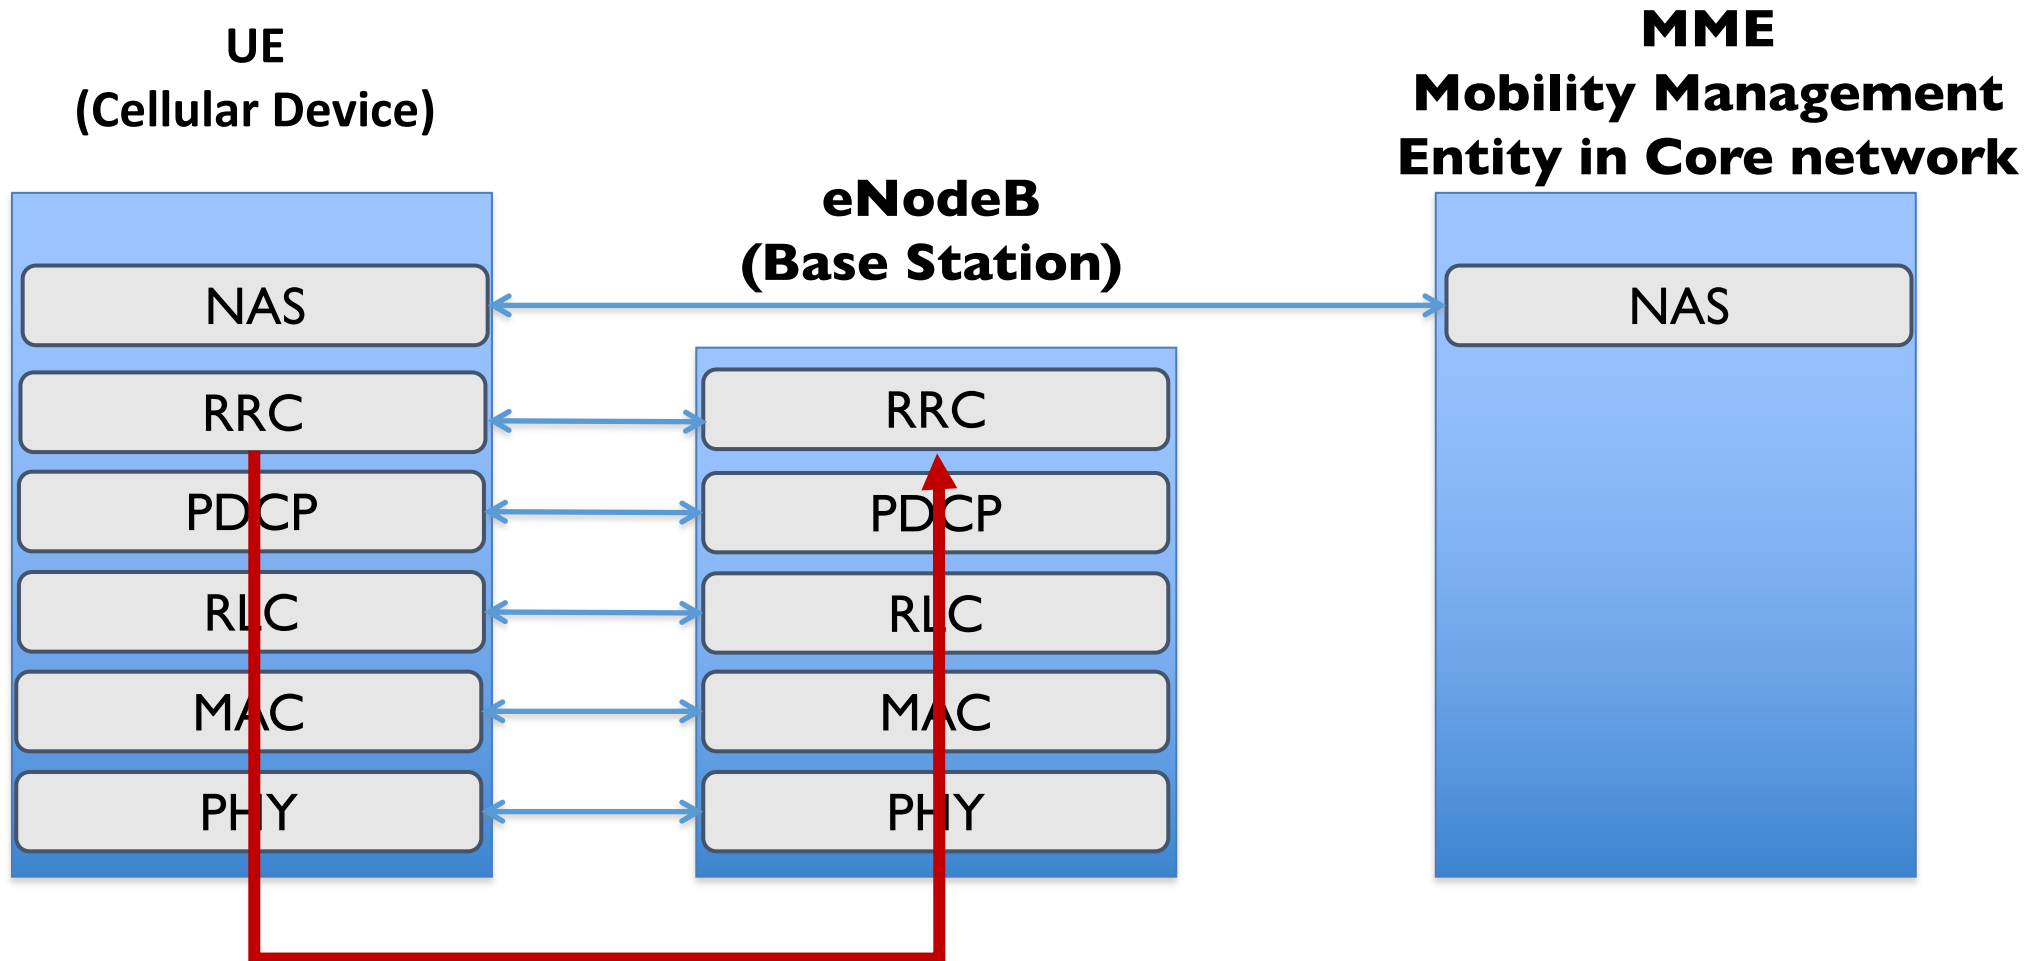 UE
(Cellular Device)
MME
Mobility Management
Entity in Core network
eNodeB
(Base Station)
NAS
NAS
RRC
RRC
PDCP
PDCP
RLC
RLC
MAC
MAC
PHY
PHY